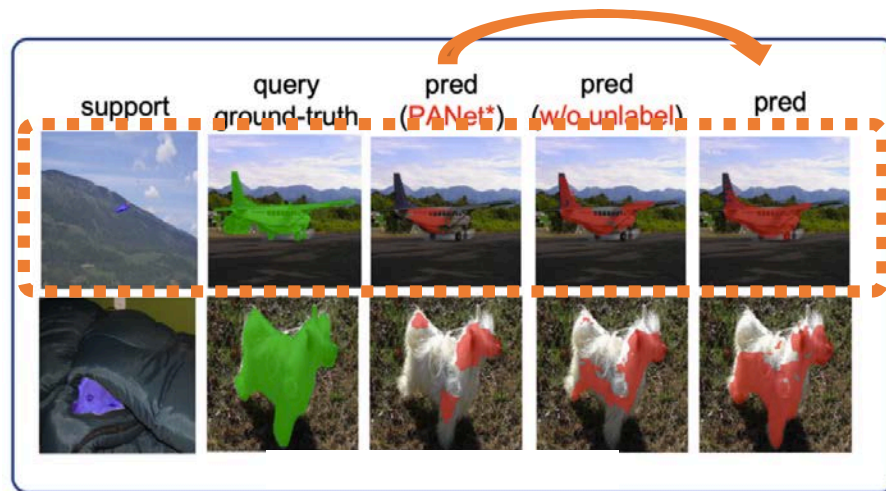 support
query
ground-truth
pred
(PANet*)
pred
(w/o unlabel)
pred